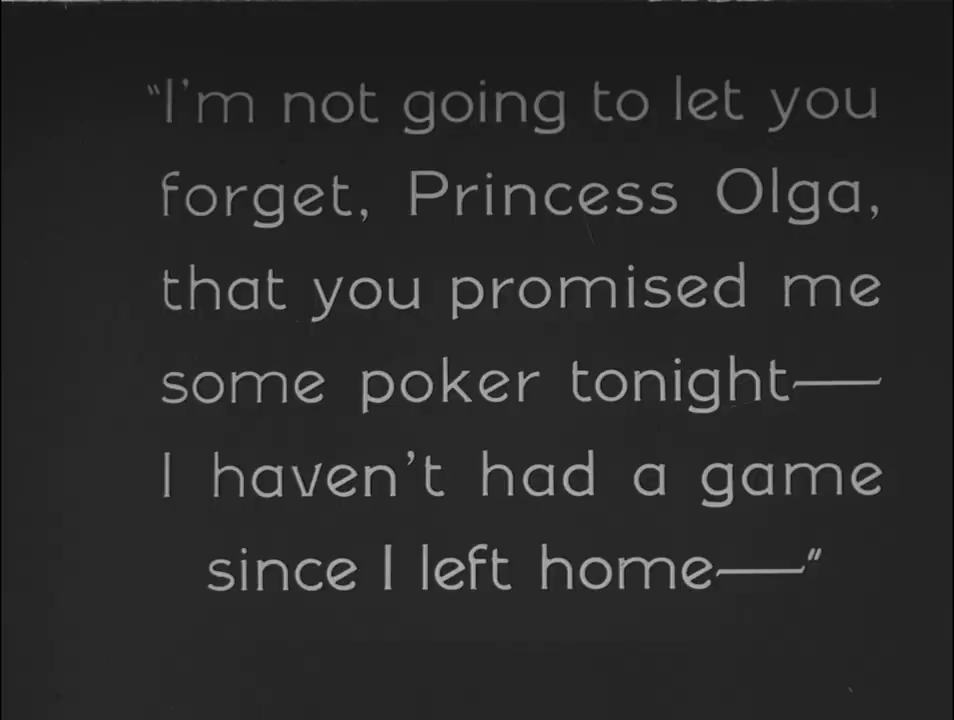 "I'm not going to let you
forget, Princess Olga,
that you promised me
some poker tonight—
I haven't had a game
since I left home—"